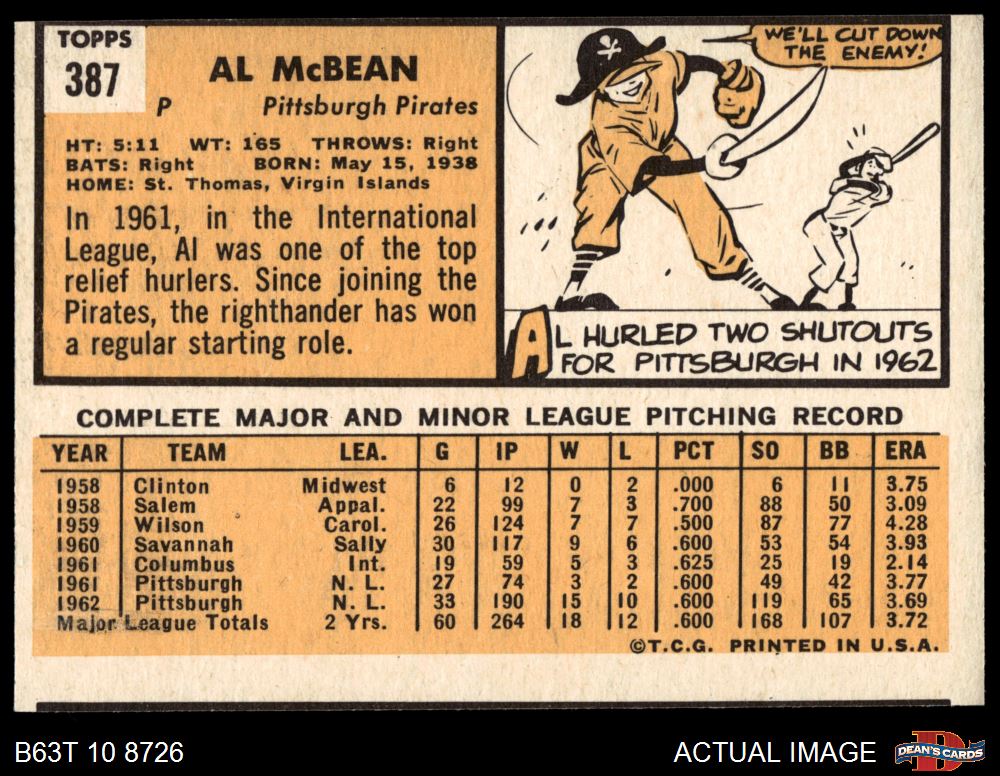 TOPPS
387
AL McBEAN
P Pittsburgh Pirates
HT: 5:11 WT: 165 THROWS: Right
BATS: Right BORN: May 15, 1938
HOME: St. Thomas, Virgin Islands
In 1961, in the International
League, Al was one of the top
relief hurlers. Since joining the
Pirates, the righthander has won
a regular starting role.
WE'LL CUT DOWN
THE ENEMY!
AL HURLED TWO SHUTOUTS
FOR PITTSBURGH IN 1962
COMPLETE MAJOR AND MINOR LEAGUE PITCHING RECORD
YEAR TEAM LEA. G IP W L PCT SO BB ERA
1958 Clinton Midwest 6 12 0 2 .000 6 11 3.75
1958 Salem Appal. 22 99 7 3 .700 88 50 3.09
1959 Wilson Carol. 26 124 7 7 .500 87 77 4.28
1960 Savannah Sally 30 117 9 6 .600 53 54 3.93
1961 Columbus Int. 19 59 5 3 .625 25 19 2.14
1961 Pittsburgh N. L. 27 74 3 2 .600 49 42 3.77
1962 Pittsburgh N. L. 33 190 15 10 .600 119 65 3.69
Major League Totals 2 Yrs. 60 264 18 12 .600 168 107 3.72
©T.C.G. PRINTED IN U.S.A.
B63T 10 8726
ACTUAL IMAGE
DEAN'S CARDS